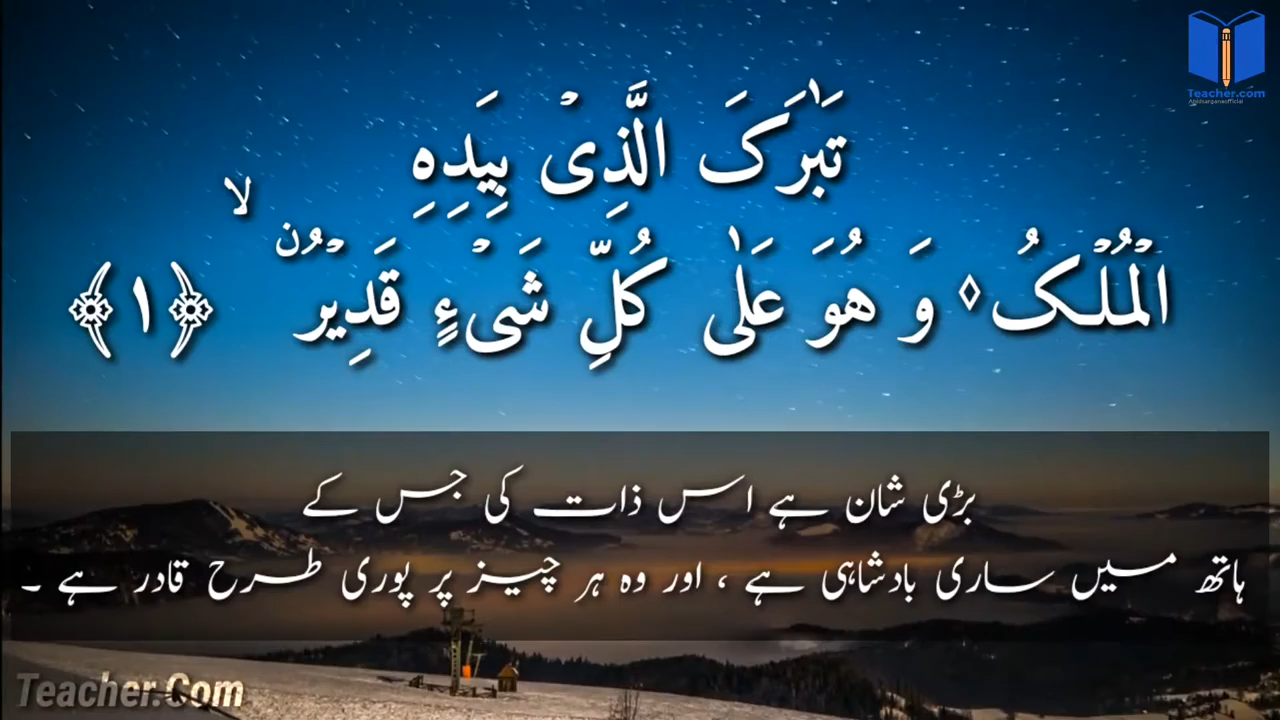 Teacher.com
Abidsarganaofficial
تَبٰرَکَ الَّذِیْ بِیَدِهِ
الْمُلْکُ ۫ وَ هُوَ عَلٰی کُلِّ شَیْءٍ قَدِیْرُ ۨ ۙ ﴿۱﴾
بڑی شان ہے اس ذات کی جس کے
ہاتھ میں ساری بادشاہی ہے ، اور وہ ہر چیز پر پوری طرح قادر ہے ۔
Teacher.Com